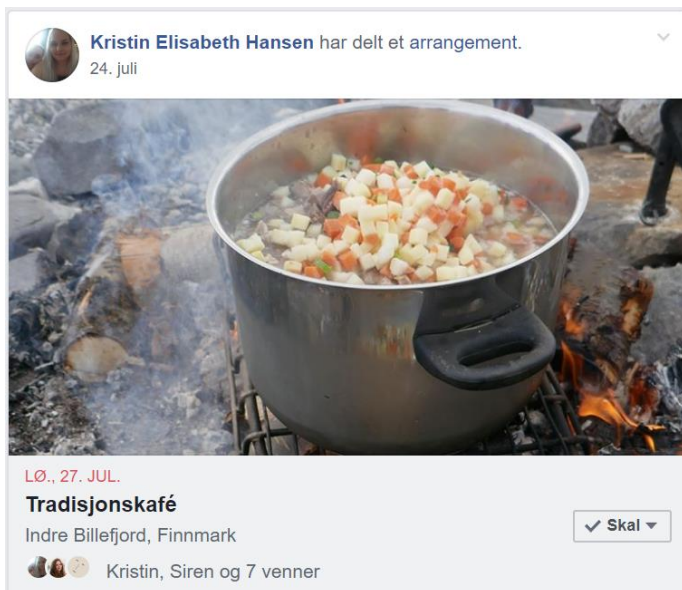 Kristin Elisabeth Hansen har delt et arrangement.
24. juli
LØ., 27. JUL.
Tradisjonskafé
Indre Billefjord, Finnmark
Skal
Kristin, Siren og 7 venner